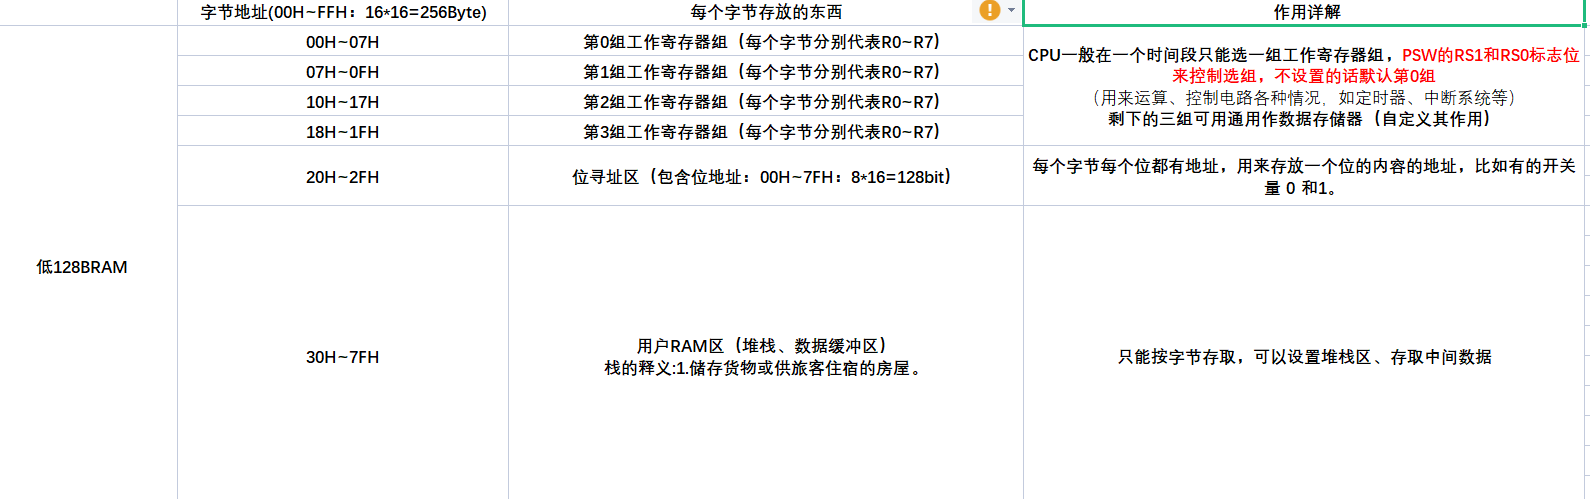 字节地址(00H~FFH：16*16=256Byte)
每个字节存放的东西
!
作用详解
00H~07H
第0组工作寄存器组（每个字节分别代表R0~R7）
07H~0FH
第1组工作寄存器组（每个字节分别代表R0~R7）
10H~17H
第2组工作寄存器组（每个字节分别代表R0~R7）
18H~1FH
第3组工作寄存器组（每个字节分别代表R0~R7）
CPU一般在一个时间段只能选一组工作寄存器组，PSW的RS1和RS0标志位
来控制选组，不设置的话默认第0组
（用来运算、控制电路各种情况，如定时器、中断系统等）
剩下的三组可用通用作数据存储器（自定义其作用）
20H~2FH
位寻址区（包含位地址：00H~7FH：8*16=128bit）
每个字节每个位都有地址，用来存放一个位的内容的地址，比如有的开关
量 0 和1。
低128BRAM
30H~7FH
用户RAM区（堆栈、数据缓冲区）
栈的释义:1.储存货物或供旅客住宿的房屋。
只能按字节存取，可以设置堆栈区、存取中间数据